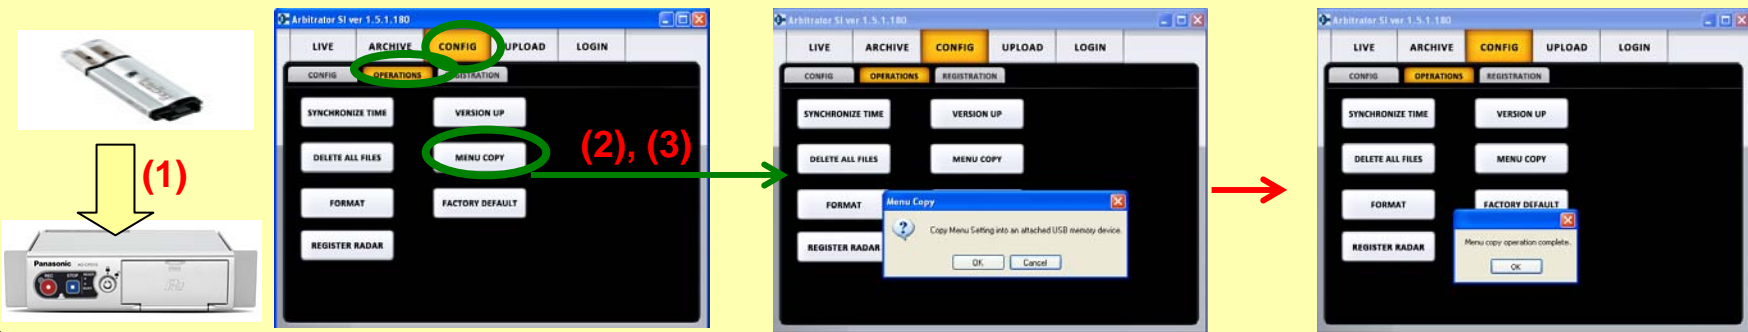 (1)
Panasonic
REC STOP
Arbitrator SI ver 1.5.1.180
LIVE ARCHIVE CONFIG UPLOAD LOGIN
CONFIG OPERATIONS REGISTRATION
SYNCHRONIZE TIME VERSION UP
DELETE ALL FILES MENU COPY
FORMAT FACTORY DEFAULT
REGISTER RADAR
(2), (3)
Arbitrator SI ver 1.5.1.180
LIVE ARCHIVE CONFIG UPLOAD LOGIN
CONFIG OPERATIONS REGISTRATION
SYNCHRONIZE TIME VERSION UP
DELETE ALL FILES MENU COPY
FORMAT
REGISTER RADAR
Menu Copy
Copy Menu Setting into an attached USB memory device.
OK Cancel
Arbitrator SI ver 1.5.1.180
LIVE ARCHIVE CONFIG UPLOAD LOGIN
CONFIG OPERATIONS REGISTRATION
SYNCHRONIZE TIME VERSION UP
DELETE ALL FILES MENU COPY
FORMAT FACTORY DEFAULT
REGISTER RADAR
Menu copy operation complete.
OK